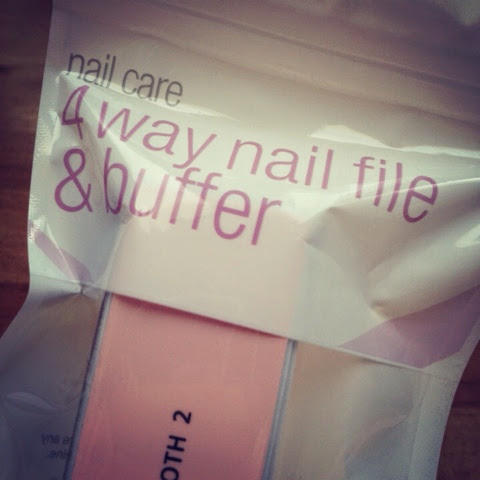 nail care
4 way nail file
& buffer
OTH 2